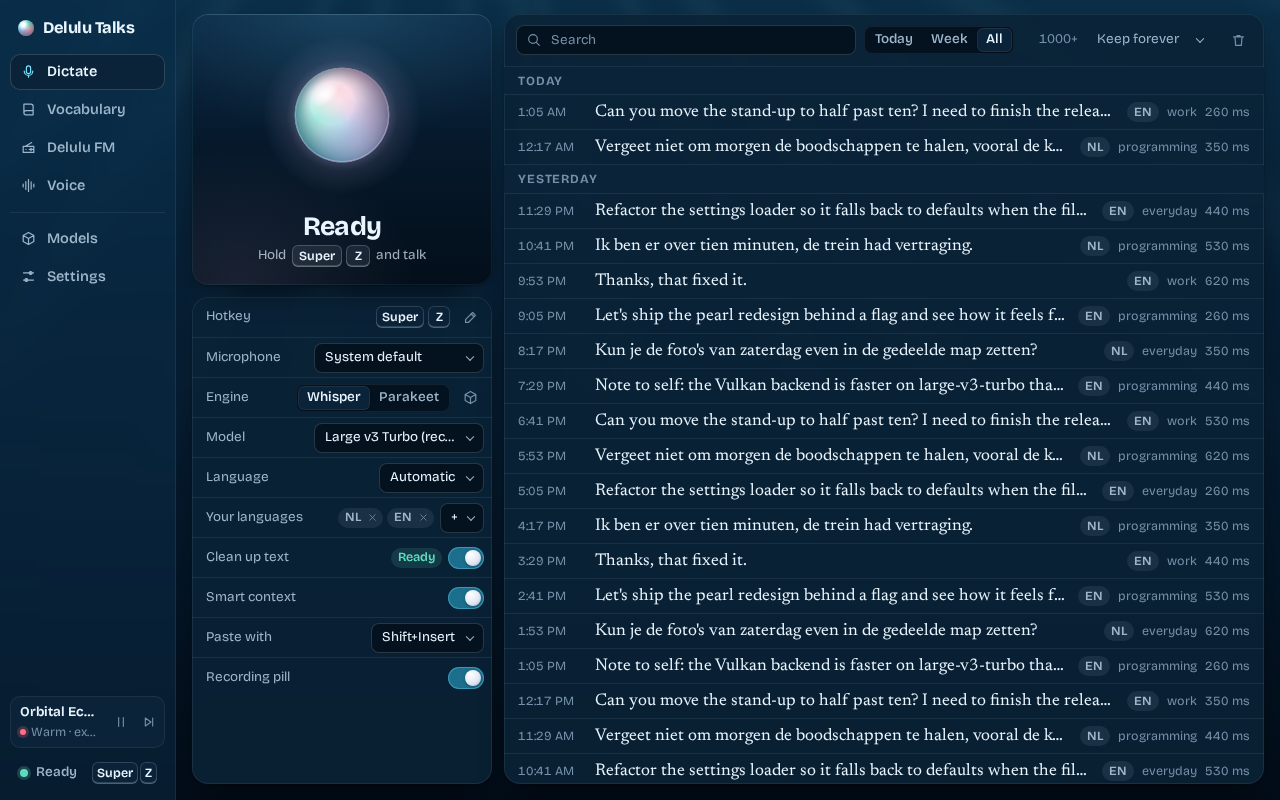 Delulu Talks
Dictate
Vocabulary
Delulu FM
Voice
Models
Settings
Orbital Ec...
Warm · ex...
Ready Super Z
Ready
Hold Super Z and talk
Hotkey Super Z
Microphone System default
Engine Whisper Parakeet
Model Large v3 Turbo (rec...
Language Automatic
Your languages NL × EN × +
Clean up text Ready
Smart context
Paste with Shift+Insert
Recording pill
Search Today Week All 1000+ Keep forever
TODAY
1:05 AM Can you move the stand-up to half past ten? I need to finish the relea... EN work 260 ms
12:17 AM Vergeet niet om morgen de boodschappen te halen, vooral de k... NL programming 350 ms
YESTERDAY
11:29 PM Refactor the settings loader so it falls back to defaults when the fil... EN everyday 440 ms
10:41 PM Ik ben er over tien minuten, de trein had vertraging. NL programming 530 ms
9:53 PM Thanks, that fixed it. EN work 620 ms
9:05 PM Let's ship the pearl redesign behind a flag and see how it feels f... EN programming 260 ms
8:17 PM Kun je de foto's van zaterdag even in de gedeelde map zetten? NL everyday 350 ms
7:29 PM Note to self: the Vulkan backend is faster on large-v3-turbo tha... EN programming 440 ms
6:41 PM Can you move the stand-up to half past ten? I need to finish the relea... EN work 530 ms
5:53 PM Vergeet niet om morgen de boodschappen te halen, vooral de k... NL programming 620 ms
5:05 PM Refactor the settings loader so it falls back to defaults when the fil... EN everyday 260 ms
4:17 PM Ik ben er over tien minuten, de trein had vertraging. NL programming 350 ms
3:29 PM Thanks, that fixed it. EN work 440 ms
2:41 PM Let's ship the pearl redesign behind a flag and see how it feels f... EN programming 530 ms
1:53 PM Kun je de foto's van zaterdag even in de gedeelde map zetten? NL everyday 620 ms
1:05 PM Note to self: the Vulkan backend is faster on large-v3-turbo tha... EN programming 260 ms
12:17 PM Can you move the stand-up to half past ten? I need to finish the relea... EN work 350 ms
11:29 AM Vergeet niet om morgen de boodschappen te halen, vooral de k... NL programming 440 ms
10:41 AM Refactor the settings loader so it falls back to defaults when the fil... EN everyday 530 ms